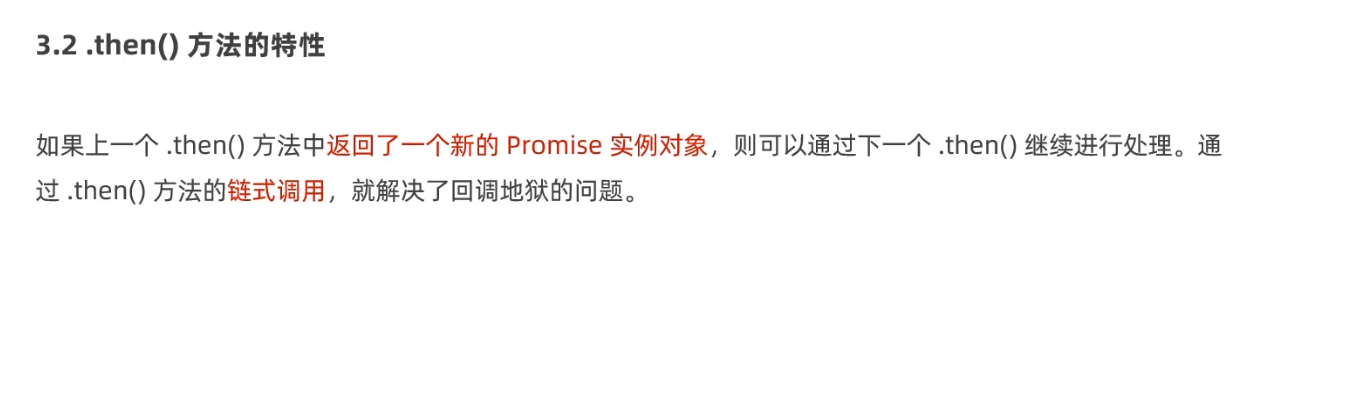 3.2 .then() 方法的特性
如果上一个 .then() 方法中返回了一个新的 Promise 实例对象，则可以通过下一个 .then() 继续进行处理。通
过 .then() 方法的链式调用，就解决了回调地狱的问题。